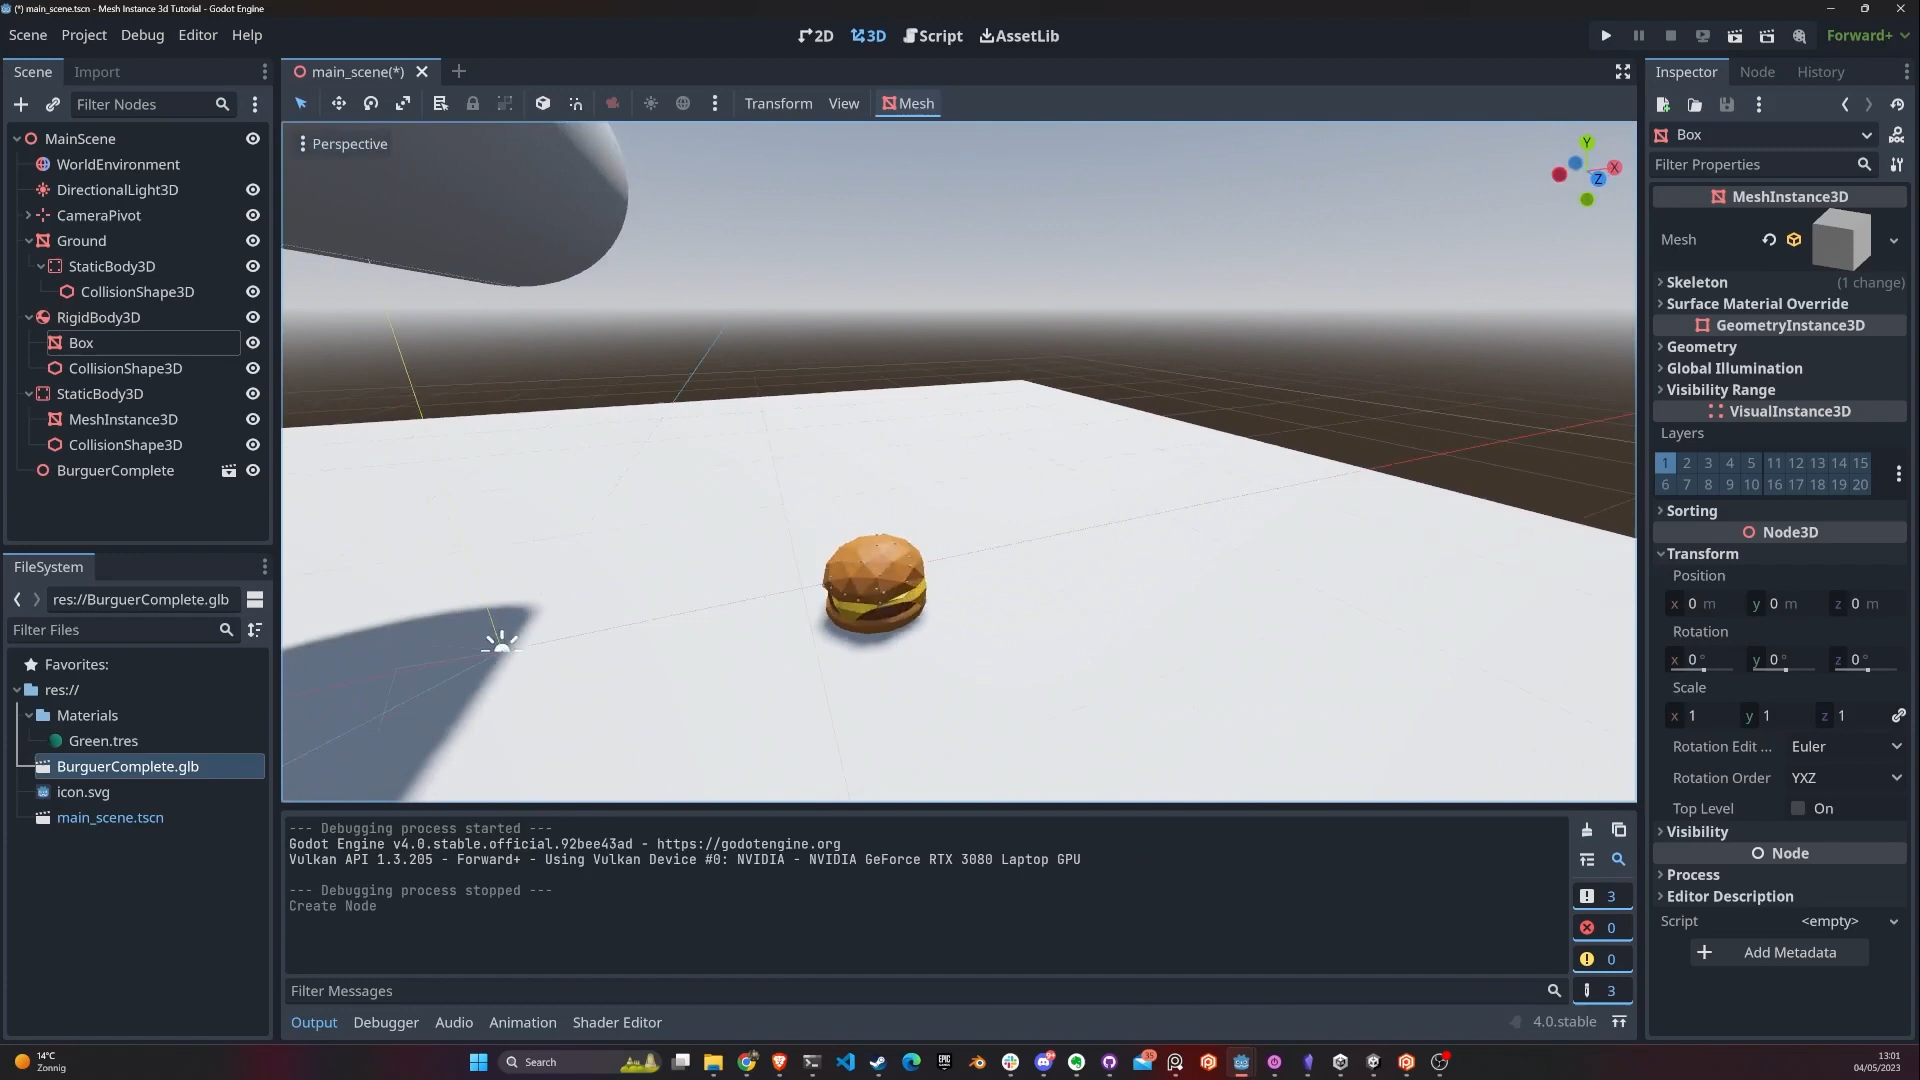 (*) main_scene.tscn - Mesh Instance 3d Tutorial - Godot Engine
Scene Project Debug Editor Help
2D 3D Script AssetLib
Forward+
Scene Import
main_scene(*)
Inspector Node History
Filter Nodes
Transform View Mesh
MainScene
WorldEnvironment
DirectionalLight3D
CameraPivot
Ground
StaticBody3D
CollisionShape3D
RigidBody3D
Box
CollisionShape3D
StaticBody3D
MeshInstance3D
CollisionShape3D
BurguerComplete
Perspective
Y
X
Z
FileSystem
res://BurguerComplete.glb
Filter Files
Favorites:
res://
Materials
Green.tres
BurguerComplete.glb
icon.svg
main_scene.tscn
--- Debugging process started ---
Godot Engine v4.0.stable.official.92bee43ad - https://godotengine.org
Vulkan API 1.3.205 - Forward+ - Using Vulkan Device #0: NVIDIA - NVIDIA GeForce RTX 3080 Laptop GPU
--- Debugging process stopped ---
Create Node
3
0
0
3
Filter Messages
Output Debugger Audio Animation Shader Editor
4.0.stable
Box
Filter Properties
MeshInstance3D
Mesh
Skeleton (1 change)
Surface Material Override
GeometryInstance3D
Geometry
Global Illumination
Visibility Range
VisualInstance3D
Layers
1 2 3 4 5 11 12 13 14 15
6 7 8 9 10 16 17 18 19 20
Sorting
Node3D
Transform
Position
x 0 m y 0 m z 0 m
Rotation
x 0 ° y 0 ° z 0 °
Scale
x 1 y 1 z 1
Rotation Edit ... Euler
Rotation Order YXZ
Top Level On
Visibility
Node
Process
Editor Description
Script <empty>
Add Metadata
14°C
Zonnig
Search
EPIC
35
13:01
04/05/2023